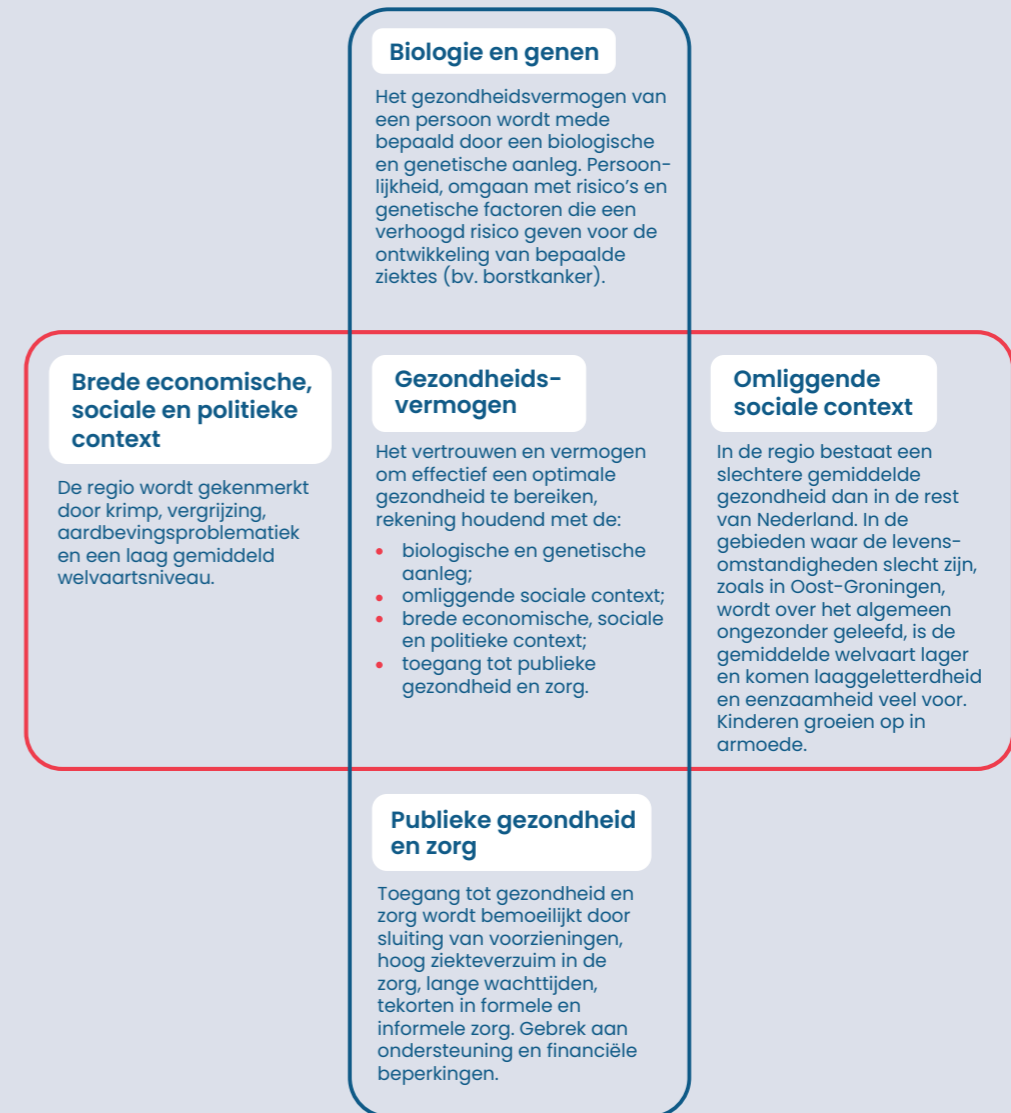 Biologie en genen
Het gezondheidsvermogen van
een persoon wordt mede
bepaald door een biologische
en genetische aanleg. Persoon-
lijkheid, omgaan met risico's en
genetische factoren die een
verhoogd risico geven voor de
ontwikkeling van bepaalde
ziektes (bv. borstkanker).
Brede economische,
sociale en politieke
context
De regio wordt gekenmerkt
door krimp, vergrijzing,
aardbevingsproblematiek
en een laag gemiddeld
welvaartsniveau.
Gezondheids-
vermogen
Het vertrouwen en vermogen
om effectief een optimale
gezondheid te bereiken,
rekening houdend met de:
• biologische en genetische
aanleg;
• omliggende sociale context;
• brede economische, sociale
en politieke context;
• toegang tot publieke
gezondheid en zorg.
Omliggende
sociale context
In de regio bestaat een
slechtere gemiddelde
gezondheid dan in de rest
van Nederland. In de
gebieden waar de levens-
omstandigheden slecht zijn,
zoals in Oost-Groningen,
wordt over het algemeen
ongezonder geleefd, is de
gemiddelde welvaart lager
en komen laaggeletterdheid
en eenzaamheid veel voor.
Kinderen groeien op in
armoede.
Publieke gezondheid
en zorg
Toegang tot gezondheid en
zorg wordt bemoeilijkt door
sluiting van voorzieningen,
hoog ziekteverzuim in de
zorg, lange wachttijden,
tekorten in formele en
informele zorg. Gebrek aan
ondersteuning en financiële
beperkingen.